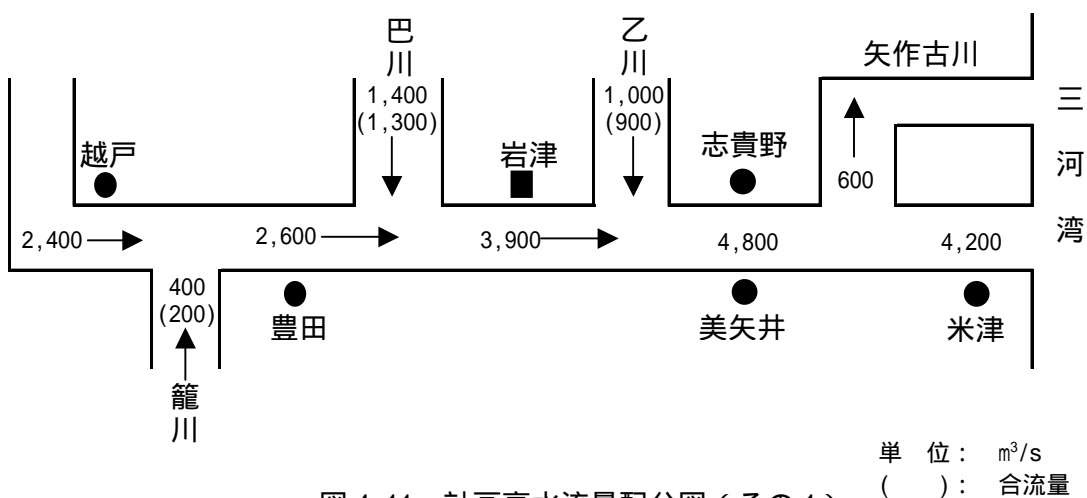 巴川
1,400
(1,300)
乙川
1,000
(900)
矢作古川
三河湾
越戸
岩津
志貴野
600
2,400
2,600
3,900
4,800
4,200
400
(200)
豊田
美矢井
米津
籠川
単 位： m³/s
( )： 合流量